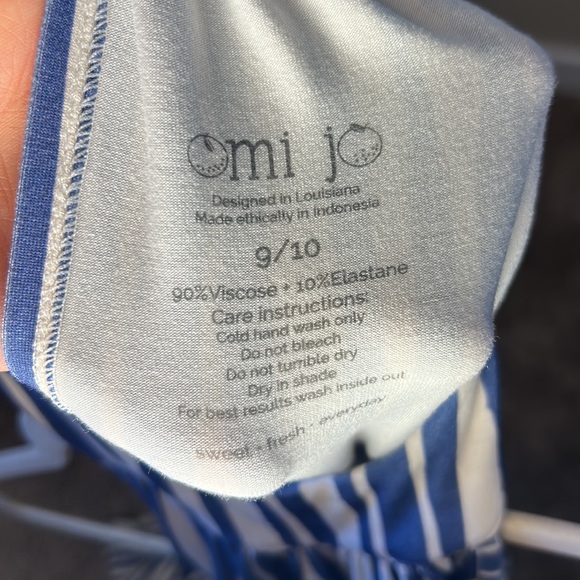 omi jo
Designed in Louisiana
Made ethically in Indonesia
9/10
90%Viscose + 10%Elastane
Care instructions:
Cold hand wash only
Do not bleach
Do not tumble dry
Dry in shade
For best results wash inside out
sweet • fresh • everyday